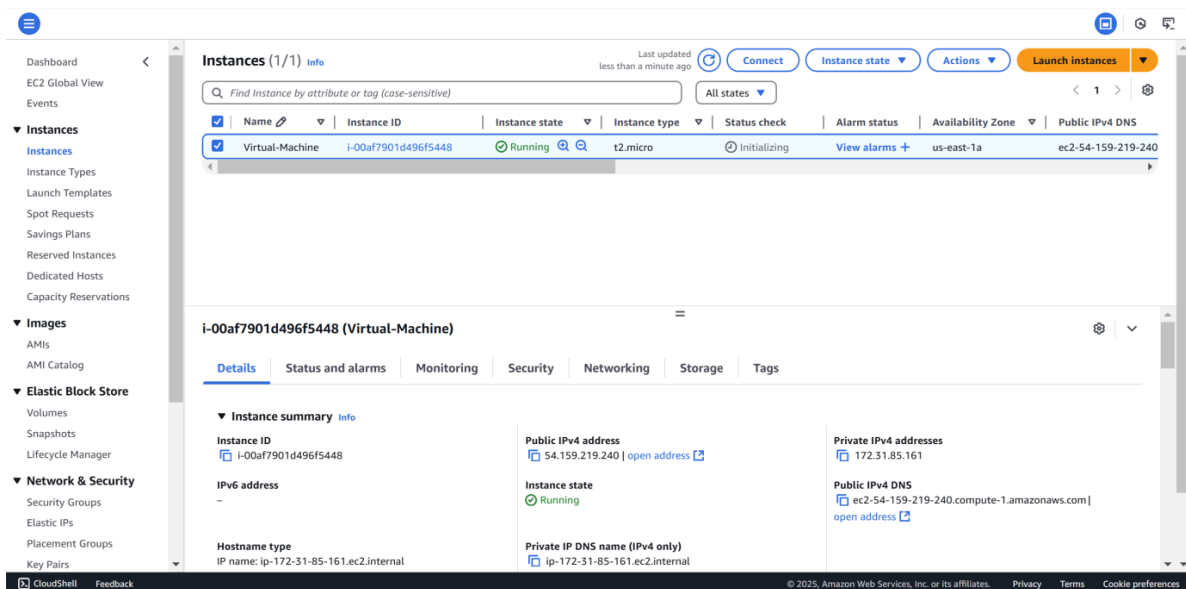 Dashboard
EC2 Global View
Events
Instances
Instances
Instance Types
Launch Templates
Spot Requests
Savings Plans
Reserved Instances
Dedicated Hosts
Capacity Reservations
Images
AMIs
AMI Catalog
Elastic Block Store
Volumes
Snapshots
Lifecycle Manager
Network & Security
Security Groups
Elastic IPs
Placement Groups
Key Pairs
Instances (1/1) Info
Last updated
less than a minute ago
Connect
Instance state
Actions
Launch instances
Find Instance by attribute or tag (case-sensitive)
All states
1
Name Instance ID Instance state Instance type Status check Alarm status Availability Zone Public IPv4 DNS
Virtual-Machine i-00af7901d496f5448 Running t2.micro Initializing View alarms + us-east-1a ec2-54-159-219-240
i-00af7901d496f5448 (Virtual-Machine)
Details Status and alarms Monitoring Security Networking Storage Tags
Instance summary Info
Instance ID
i-00af7901d496f5448
Public IPv4 address
54.159.219.240 | open address
Private IPv4 addresses
172.31.85.161
IPv6 address
–
Instance state
Running
Public IPv4 DNS
ec2-54-159-219-240.compute-1.amazonaws.com |
open address
Hostname type
IP name: ip-172-31-85-161.ec2.internal
Private IP DNS name (IPv4 only)
ip-172-31-85-161.ec2.internal
CloudShell Feedback © 2025, Amazon Web Services, Inc. or its affiliates. Privacy Terms Cookie preferences